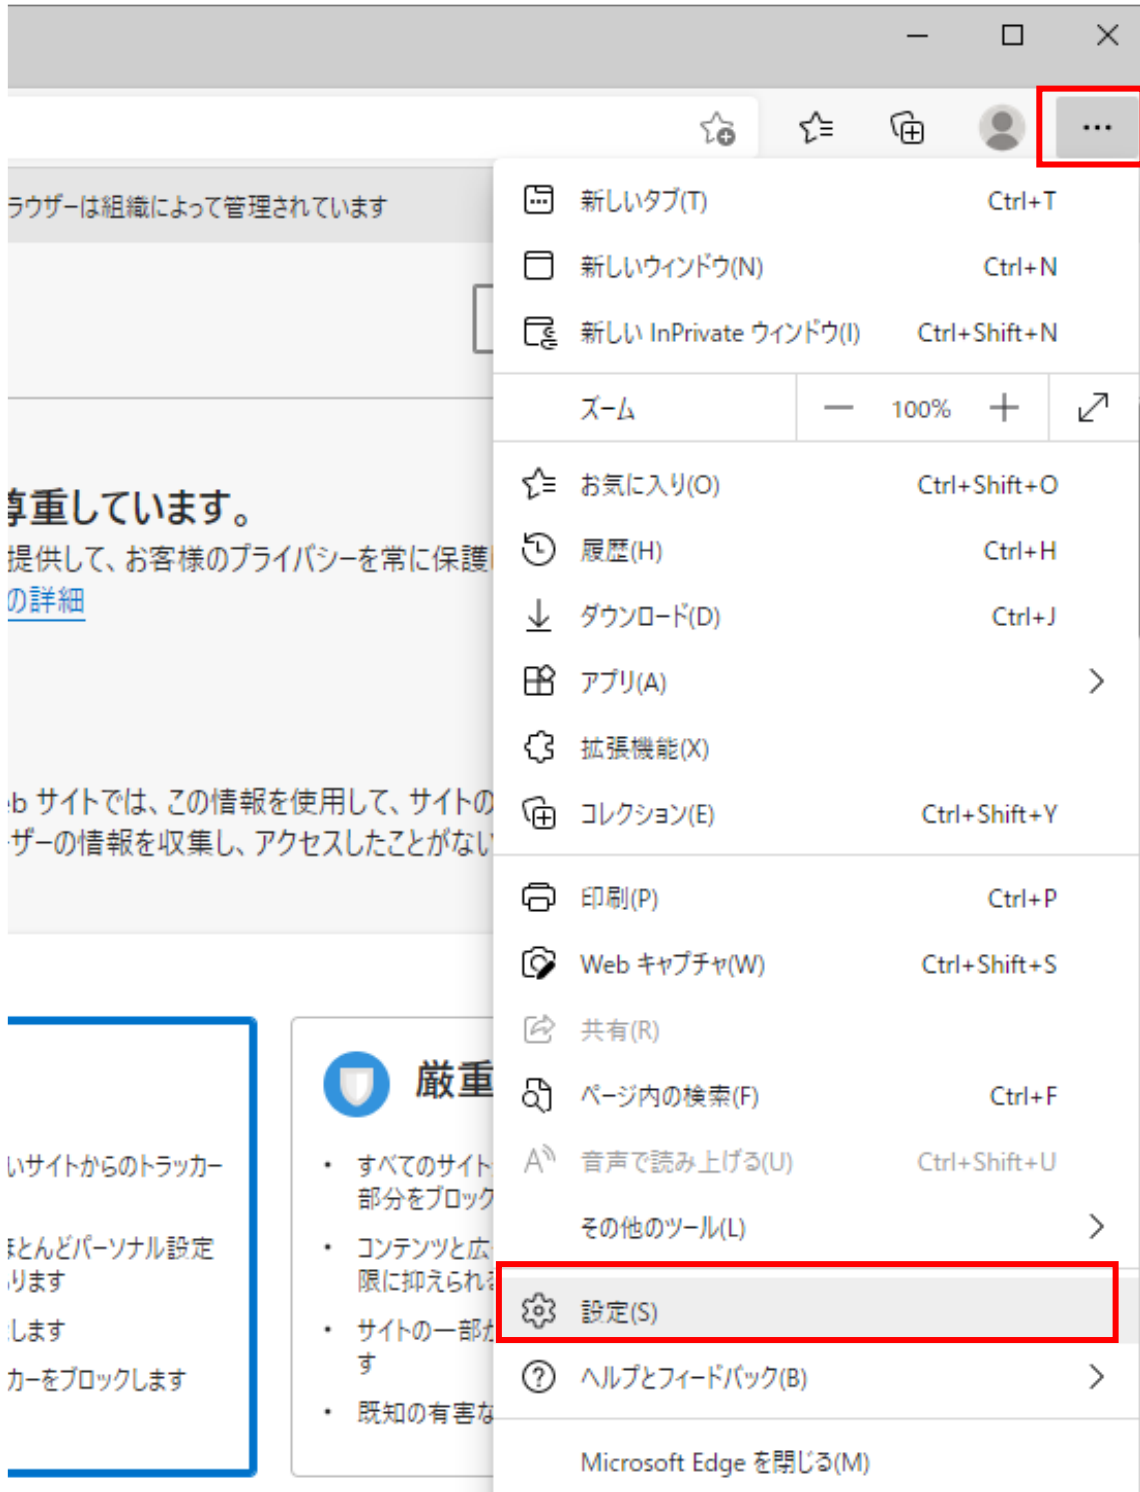 ラウザーは組織によって管理されています
新しいタブ(T) Ctrl+T
新しいウィンドウ(N) Ctrl+N
新しい InPrivate ウィンドウ(I) Ctrl+Shift+N
ズーム 100%
お気に入り(O) Ctrl+Shift+O
尊重しています。
履歴(H) Ctrl+H
提供して、お客様のプライバシーを常に保護
の詳細
ダウンロード(D) Ctrl+J
アプリ(A)
拡張機能(X)
eb サイトでは、この情報を使用して、サイトの
コレクション(E) Ctrl+Shift+Y
ーザーの情報を収集し、アクセスしたことがない
印刷(P) Ctrl+P
Web キャプチャ(W) Ctrl+Shift+S
共有(R)
厳重
ページ内の検索(F) Ctrl+F
いサイトからのトラッカー
すべてのサイト
部分をブロック
音声で読み上げる(U) Ctrl+Shift+U
その他のツール(L)
ほとんどパーソナル設定
ります
コンテンツと広
限に抑えられ
設定(S)
します
サイトの一部が
す
カーをブロックします
ヘルプとフィードバック(B)
既知の有害な
Microsoft Edge を閉じる(M)